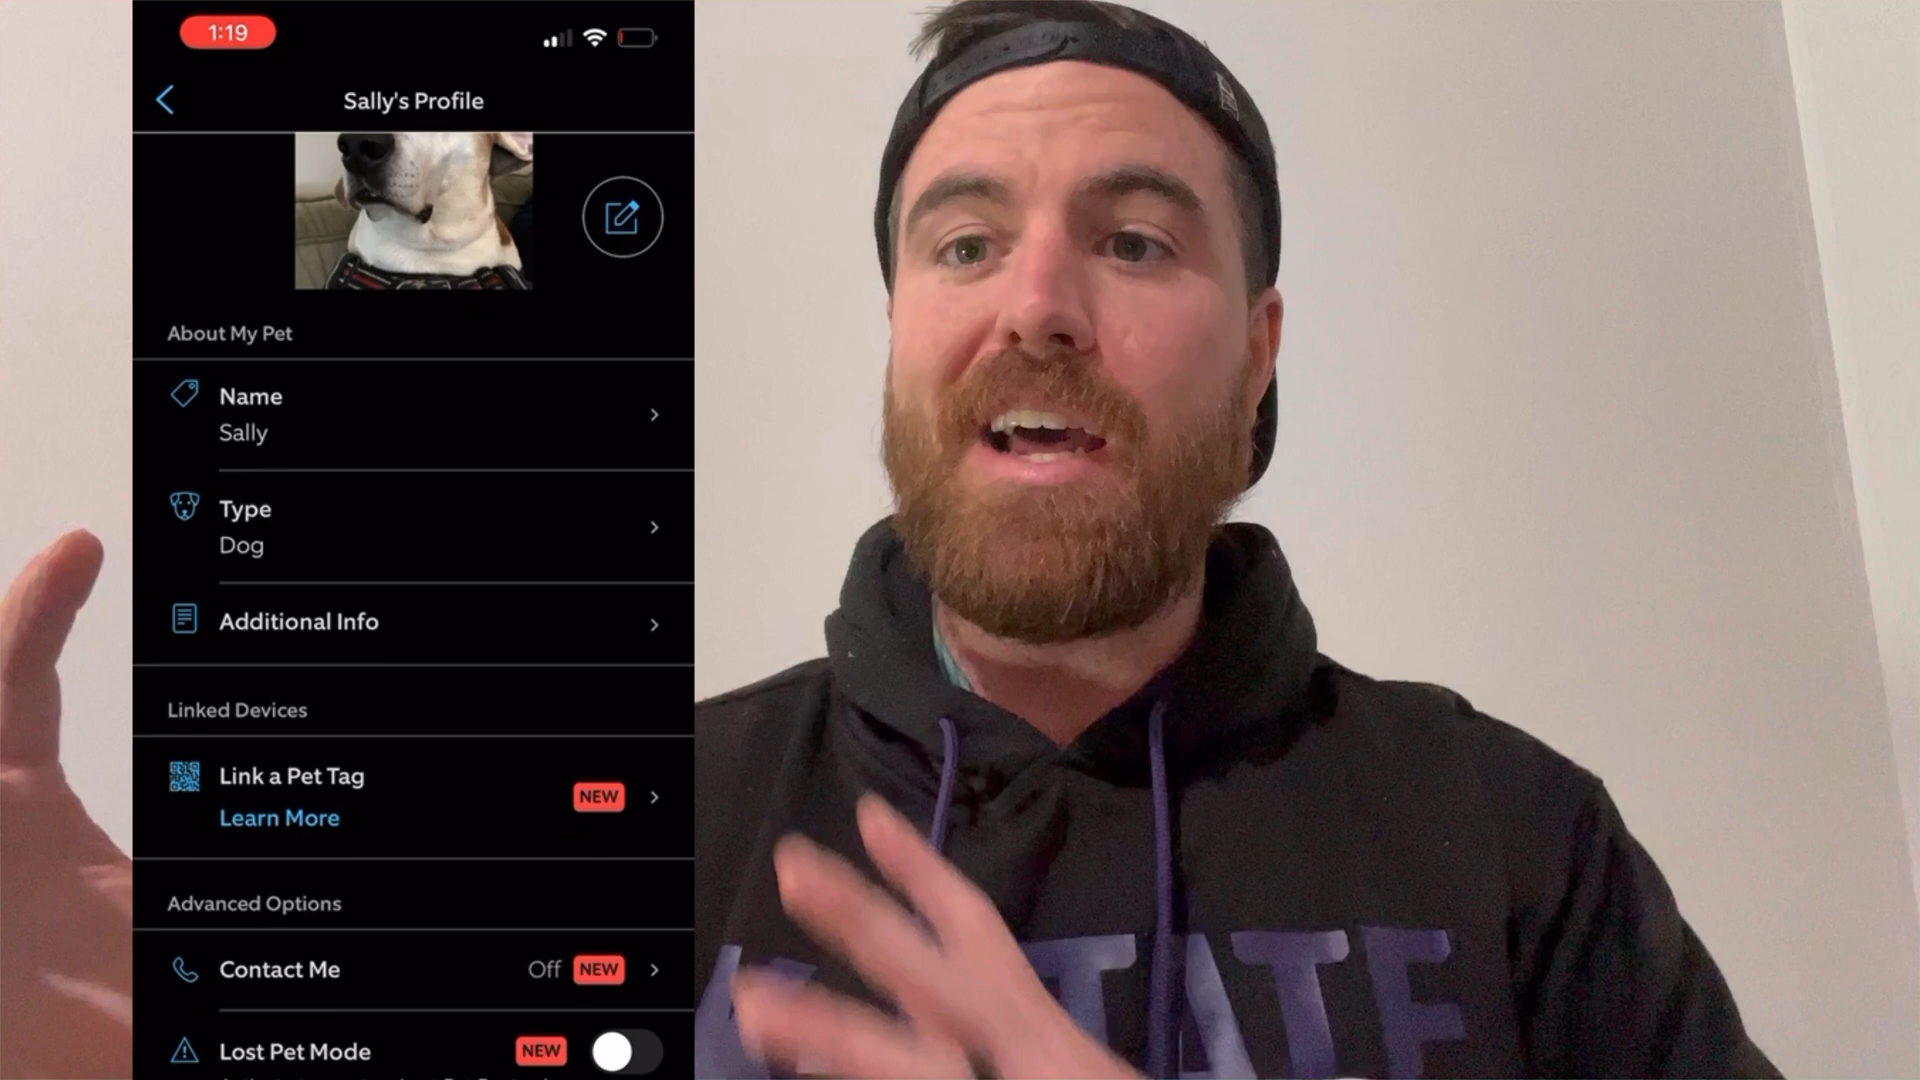 1:19
Sally's Profile
About My Pet
Name
Sally
Type
Dog
Additional Info
Linked Devices
Link a Pet Tag
NEW
Learn More
Advanced Options
Contact Me
Off
NEW
Lost Pet Mode
NEW
TATE